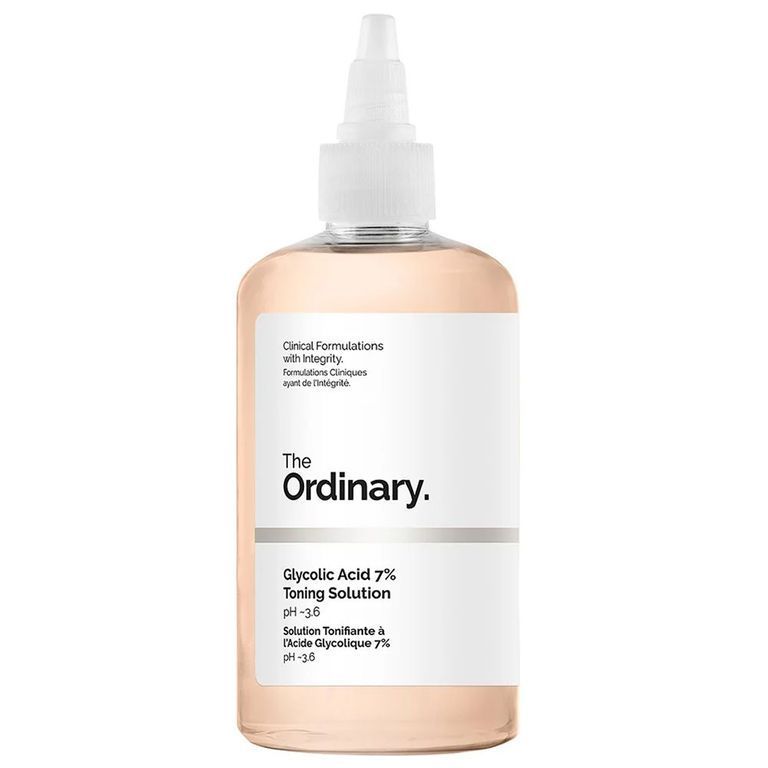 Clinical Formulations
with Integrity.
Formulations Cliniques
ayant de l'Intégrité.
The
Ordinary.
Glycolic Acid 7%
Toning Solution
pH ~3.6
Solution Tonifiante à
l'Acide Glycolique 7%
pH ~3.6